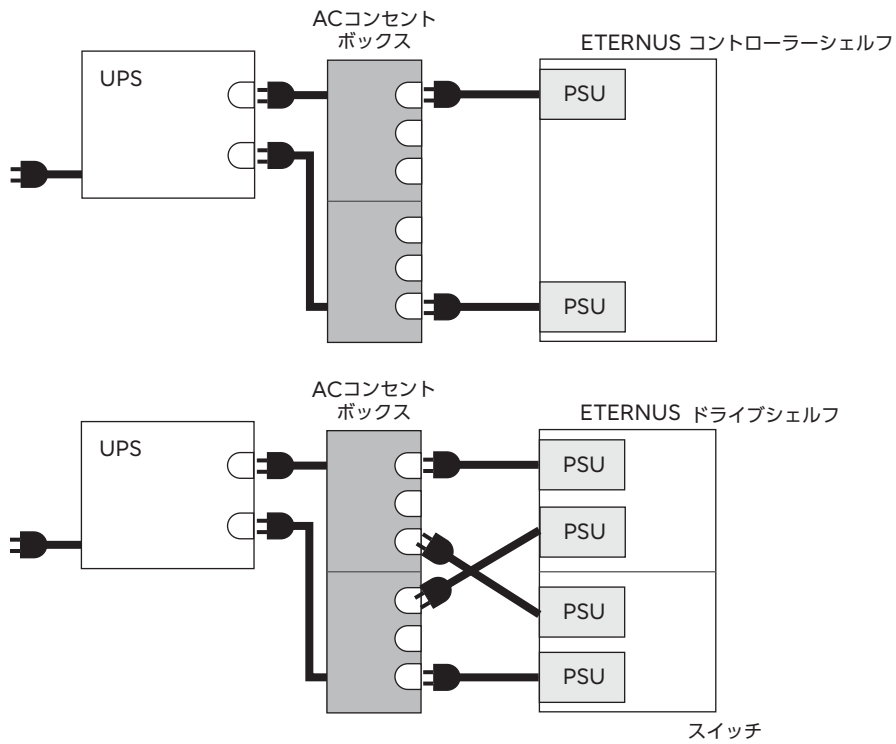 ACコンセント
ボックス
ETERNUS コントローラーシェルフ
UPS
PSU
PSU
ACコンセント
ボックス
ETERNUS ドライブシェルフ
UPS
PSU
PSU
PSU
PSU
スイッチ